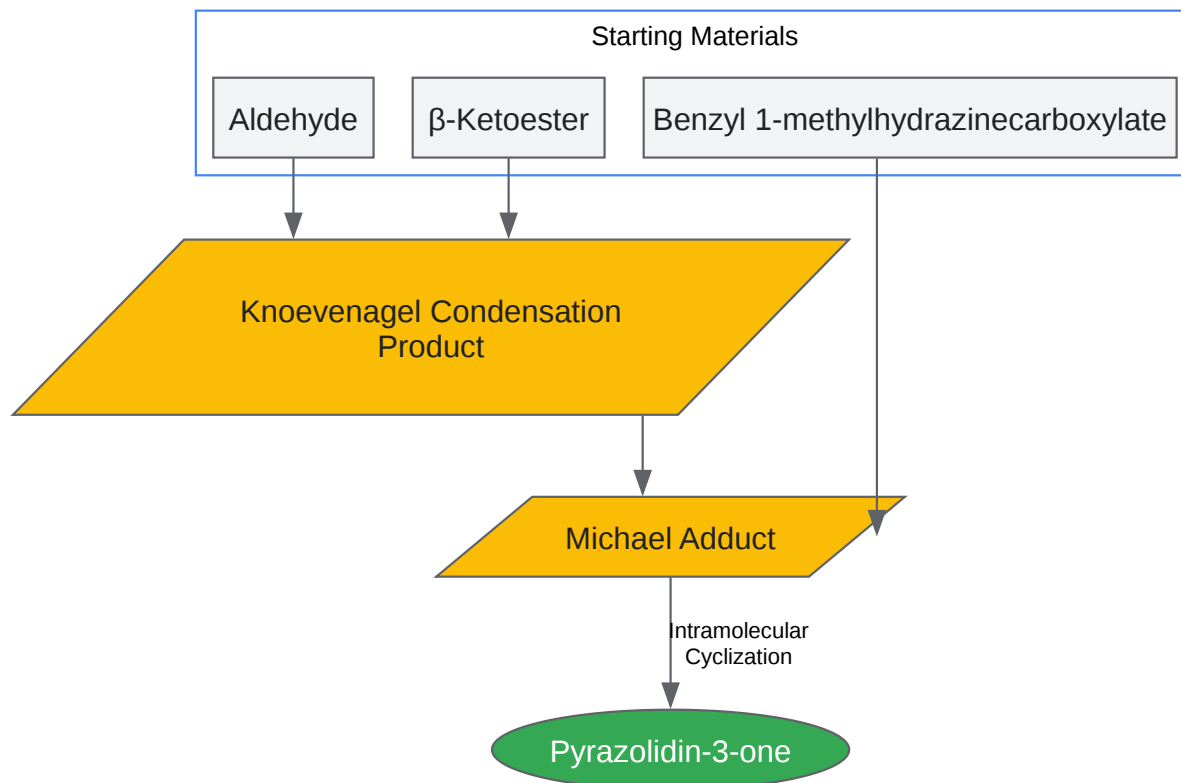 Starting Materials
Aldehyde
β-Ketoester
Benzyl 1-methylhydrazinecarboxylate
Knoevenagel Condensation
Product
Michael Adduct
Intramolecular
Cyclization
Pyrazolidin-3-one